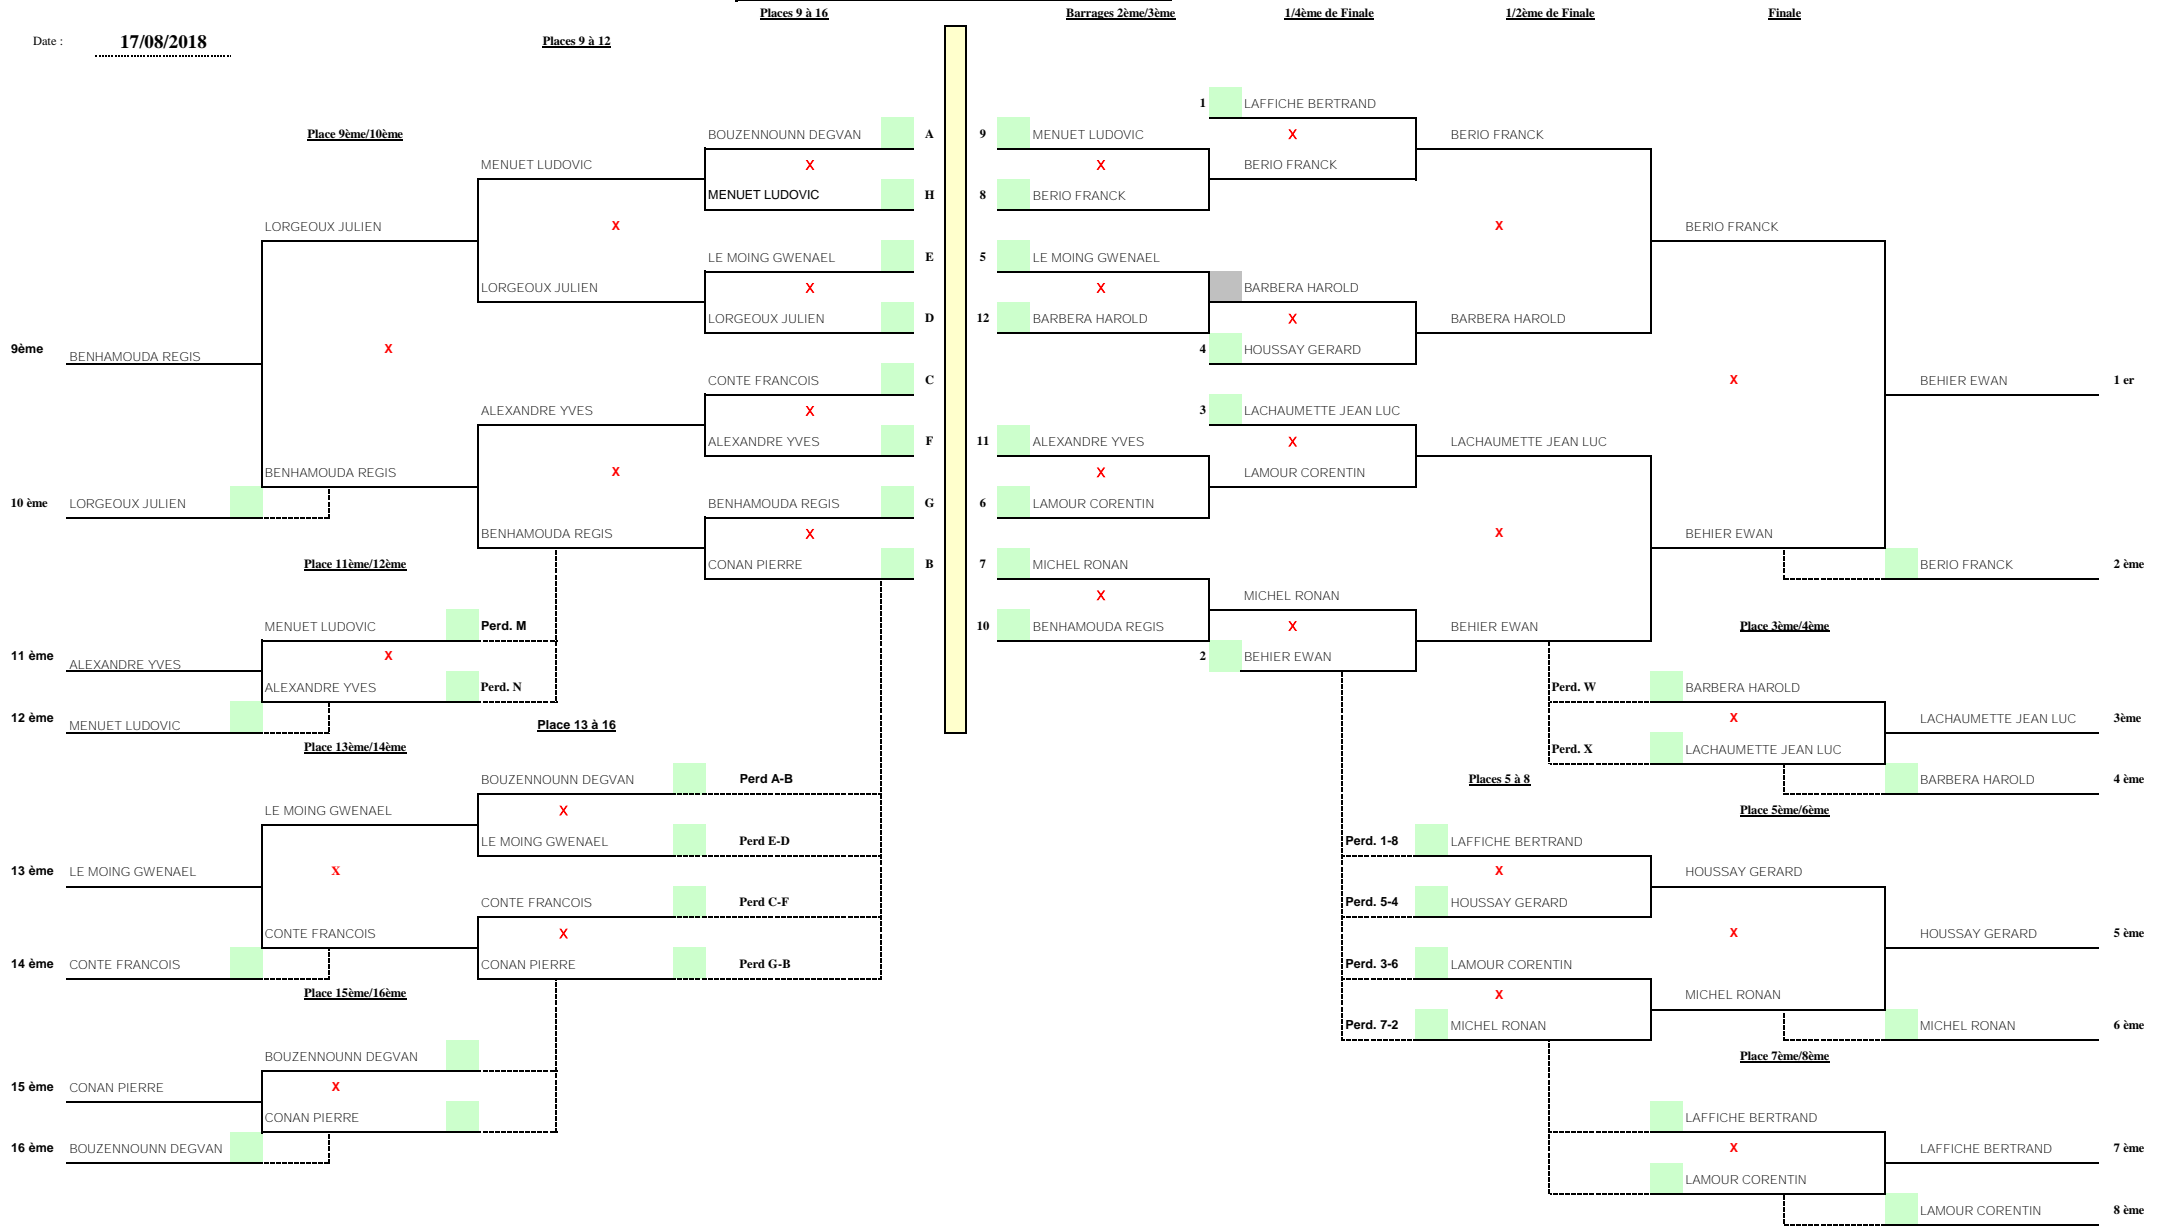 Places 9 à 16
Barrages 2ème/3ème
1/4ème de Finale
1/2ème de Finale
Finale
Date :
17/08/2018
Places 9 à 12
1
LAFFICHE BERTRAND
Place 9ème/10ème
BOUZENNOUNN DEGVAN
A
9
MENUET LUDOVIC
X
BERIO FRANCK
MENUET LUDOVIC
X
X
BERIO FRANCK
MENUET LUDOVIC
H
8
BERIO FRANCK
LORGEOUX JULIEN
X
X
BERIO FRANCK
LE MOING GWENAEL
E
5
LE MOING GWENAEL
LORGEOUX JULIEN
X
X
BARBERA HAROLD
LORGEOUX JULIEN
D
12
BARBERA HAROLD
X
BARBERA HAROLD
9ème
BENHAMOUDA REGIS
X
4
HOUSSAY GERARD
CONTE FRANCOIS
C
X
BEHIER EWAN
1 er
ALEXANDRE YVES
X
3
LACHAUMETTE JEAN LUC
ALEXANDRE YVES
F
11
ALEXANDRE YVES
X
LACHAUMETTE JEAN LUC
BENHAMOUDA REGIS
X
X
LAMOUR CORENTIN
10 ème
LORGEOUX JULIEN
BENHAMOUDA REGIS
G
6
LAMOUR CORENTIN
BENHAMOUDA REGIS
X
X
BEHIER EWAN
Place 11ème/12ème
CONAN PIERRE
B
7
MICHEL RONAN
BERIO FRANCK
2 ème
X
MICHEL RONAN
MENUET LUDOVIC
Perd. M
10
BENHAMOUDA REGIS
X
BEHIER EWAN
Place 3ème/4ème
11 ème
ALEXANDRE YVES
X
2
BEHIER EWAN
ALEXANDRE YVES
Perd. N
Perd. W
BARBERA HAROLD
12 ème
MENUET LUDOVIC
Place 13 à 16
X
LACHAUMETTE JEAN LUC
3ème
Place 13ème/14ème
Perd. X
LACHAUMETTE JEAN LUC
BOUZENNOUNN DEGVAN
Perd A-B
Places 5 à 8
BARBERA HAROLD
4 ème
LE MOING GWENAEL
X
Place 5ème/6ème
LE MOING GWENAEL
Perd E-D
Perd. 1-8
LAFFICHE BERTRAND
13 ème
LE MOING GWENAEL
X
X
HOUSSAY GERARD
CONTE FRANCOIS
Perd C-F
Perd. 5-4
HOUSSAY GERARD
CONTE FRANCOIS
X
X
HOUSSAY GERARD
5 ème
14 ème
CONTE FRANCOIS
CONAN PIERRE
Perd G-B
Perd. 3-6
LAMOUR CORENTIN
Place 15ème/16ème
X
MICHEL RONAN
Perd. 7-2
MICHEL RONAN
MICHEL RONAN
6 ème
BOUZENNOUNN DEGVAN
Place 7ème/8ème
15 ème
CONAN PIERRE
X
CONAN PIERRE
LAFFICHE BERTRAND
16 ème
BOUZENNOUNN DEGVAN
X
LAFFICHE BERTRAND
7 ème
LAMOUR CORENTIN
LAMOUR CORENTIN
8 ème